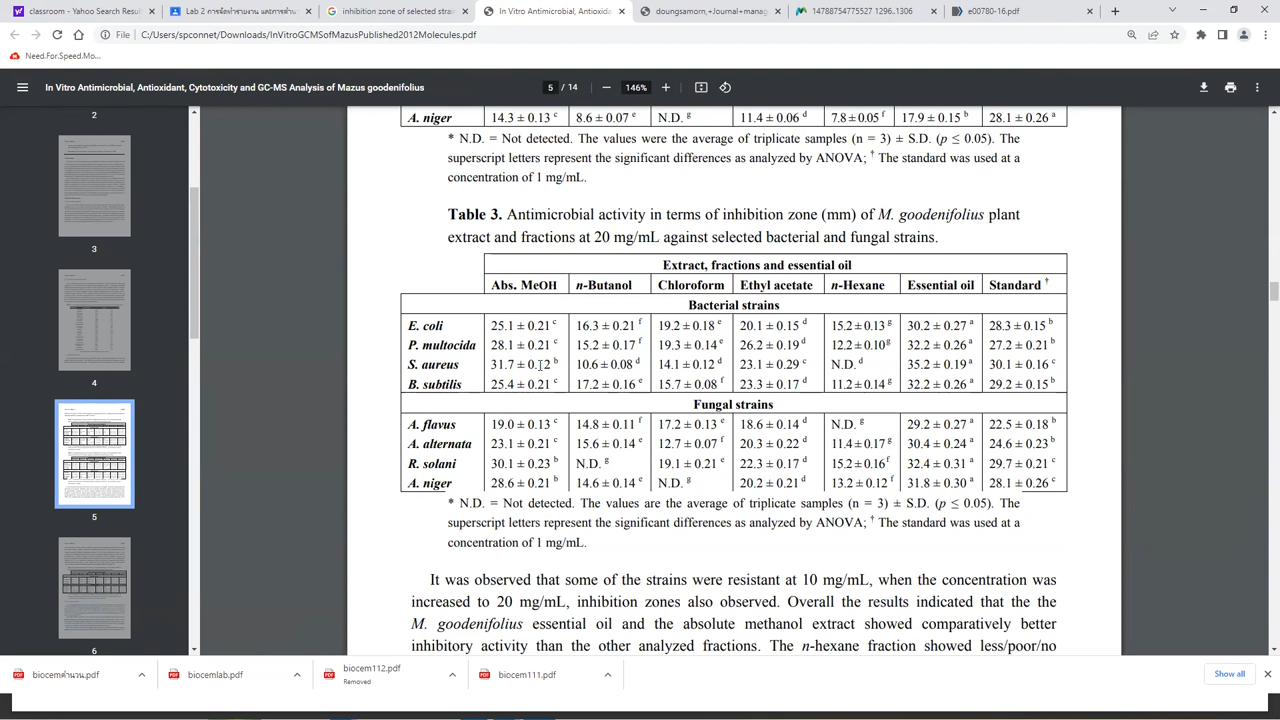 classroom - Yahoo Search Resul
Lab 2 การจัดทำรายงาน และการคำน
inhibition zone of selected strain
In Vitro Antimicrobial, Antioxida
doungsamorn,+Journal+manag
14788754775527 1296..1306
e00780-16.pdf
File
C:/Users/spconnet/Downloads/InVitroGCMSofMazusPublished2012Molecules.pdf
Need.For.Speed.Mo...
In Vitro Antimicrobial, Antioxidant, Cytotoxicity and GC-MS Analysis of Mazus goodenifolius
5 / 14
146%
2
3
4
5
6
A. niger 14.3 ± 0.13 c 8.6 ± 0.07 e N.D. g 11.4 ± 0.06 d 7.8 ±0.05 f 17.9 ± 0.15 b 28.1 ± 0.26 a
* N.D. = Not detected. The values were the average of triplicate samples (n = 3) ± S.D. (p ≤ 0.05). The
superscript letters represent the significant differences as analyzed by ANOVA; † The standard was used at a
concentration of 1 mg/mL.
Table 3. Antimicrobial activity in terms of inhibition zone (mm) of M. goodenifolius plant
extract and fractions at 20 mg/mL against selected bacterial and fungal strains.
Extract, fractions and essential oil
Abs. MeOH n-Butanol Chloroform Ethyl acetate n-Hexane Essential oil Standard †
Bacterial strains
E. coli 25.1 ± 0.21 c 16.3 ± 0.21 f 19.2 ± 0.18 e 20.1 ± 0.15 d 15.2 ± 0.13 g 30.2 ± 0.27 a 28.3 ± 0.15 b
P. multocida 28.1 ± 0.21 c 15.2 ± 0.17 f 19.3 ± 0.14 e 26.2 ± 0.19 d 12.2 ± 0.10 g 32.2 ± 0.26 a 27.2 ± 0.21 b
S. aureus 31.7 ± 0.12 b 10.6 ± 0.08 d 14.1 ± 0.12 d 23.1 ± 0.29 c N.D. d 35.2 ± 0.19 a 30.1 ± 0.16 c
B. subtilis 25.4 ± 0.21 c 17.2 ± 0.16 e 15.7 ± 0.08 f 23.3 ± 0.17 d 11.2 ± 0.14 g 32.2 ± 0.26 a 29.2 ± 0.15 b
Fungal strains
A. flavus 19.0 ± 0.13 c 14.8 ± 0.11 f 17.2 ± 0.13 e 18.6 ± 0.14 d N.D. g 29.2 ± 0.27 a 22.5 ± 0.18 b
A. alternata 23.1 ± 0.21 c 15.6 ± 0.14 e 12.7 ± 0.07 f 20.3 ± 0.22 d 11.4 ± 0.17 g 30.4 ± 0.24 a 24.6 ± 0.23 b
R. solani 30.1 ± 0.23 b N.D. g 19.1 ± 0.21 e 22.3 ± 0.17 d 15.2 ± 0.16 f 32.4 ± 0.31 a 29.7 ± 0.21 c
A. niger 28.6 ± 0.21 b 14.6 ± 0.14 e N.D. g 20.2 ± 0.21 d 13.2 ± 0.12 f 31.8 ± 0.30 a 28.1 ± 0.26 c
* N.D. = Not detected. The values are the average of triplicate samples (n = 3) ± S.D. (p ≤ 0.05). The
superscript letters represent the significant differences as analyzed by ANOVA; † The standard was used at a
concentration of 1 mg/mL.
It was observed that some of the strains were resistant at 10 mg/mL, when the concentration was
increased to 20 mg/mL, inhibition zones also observed. Overall the results indicated that the the
M. goodenifolius essential oil and the absolute methanol extract showed comparatively better
inhibitory activity than the other analyzed fractions. The n-hexane fraction showed less/poor/no
biocemคำนวน.pdf
biocemlab.pdf
biocem112.pdf
Removed
biocem111.pdf
Show all